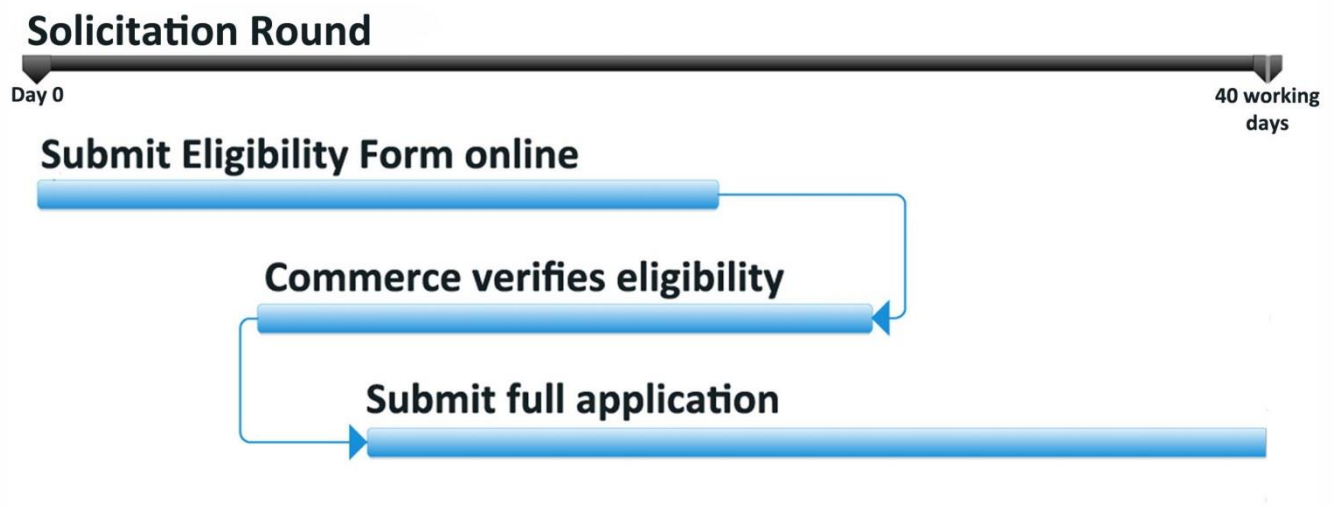 Solicitation Round
Day 0
40 working
days
Submit Eligibility Form online
Commerce verifies eligibility
Submit full application